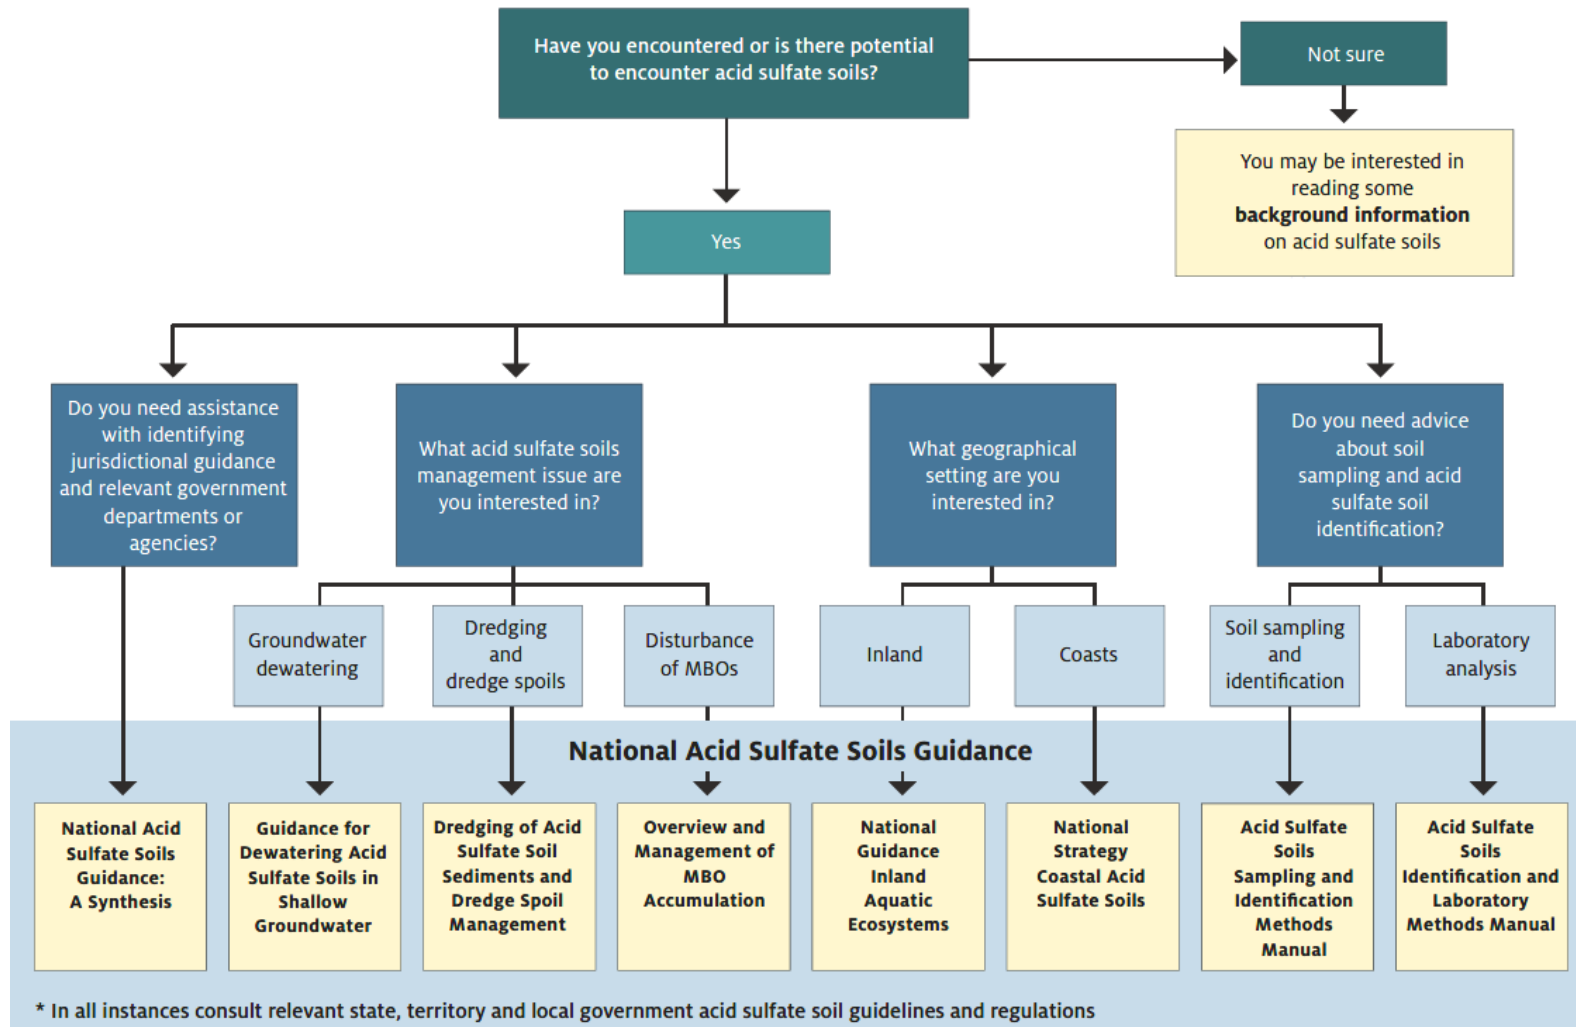 Have you encountered or is there potential
to encounter acid sulfate soils?
Not sure
You may be interested in
reading some
background information
on acid sulfate soils
Yes
Do you need assistance
with identifying
jurisdictional guidance
and relevant government
departments or
agencies?
What acid sulfate soils
management issue are
you interested in?
What geographical
setting are you
interested in?
Do you need advice
about soil
sampling and acid
sulfate soil
identification?
Groundwater
dewatering
Dredging
and
dredge spoils
Disturbance
of MBOs
Inland
Coasts
Soil sampling
and
identification
Laboratory
analysis
National Acid Sulfate Soils Guidance
National Acid
Sulfate Soils
Guidance:
A Synthesis
Guidance for
Dewatering Acid
Sulfate Soils in
Shallow
Groundwater
Dredging of Acid
Sulfate Soil
Sediments and
Dredge Spoil
Management
Overview and
Management of
MBO
Accumulation
National
Guidance
Inland
Aquatic
Ecosystems
National
Strategy
Coastal Acid
Sulfate Soils
Acid Sulfate
Soils
Sampling and
Identification
Methods
Manual
Acid Sulfate
Soils
Identification and
Laboratory
Methods Manual
* In all instances consult relevant state, territory and local government acid sulfate soil guidelines and regulations